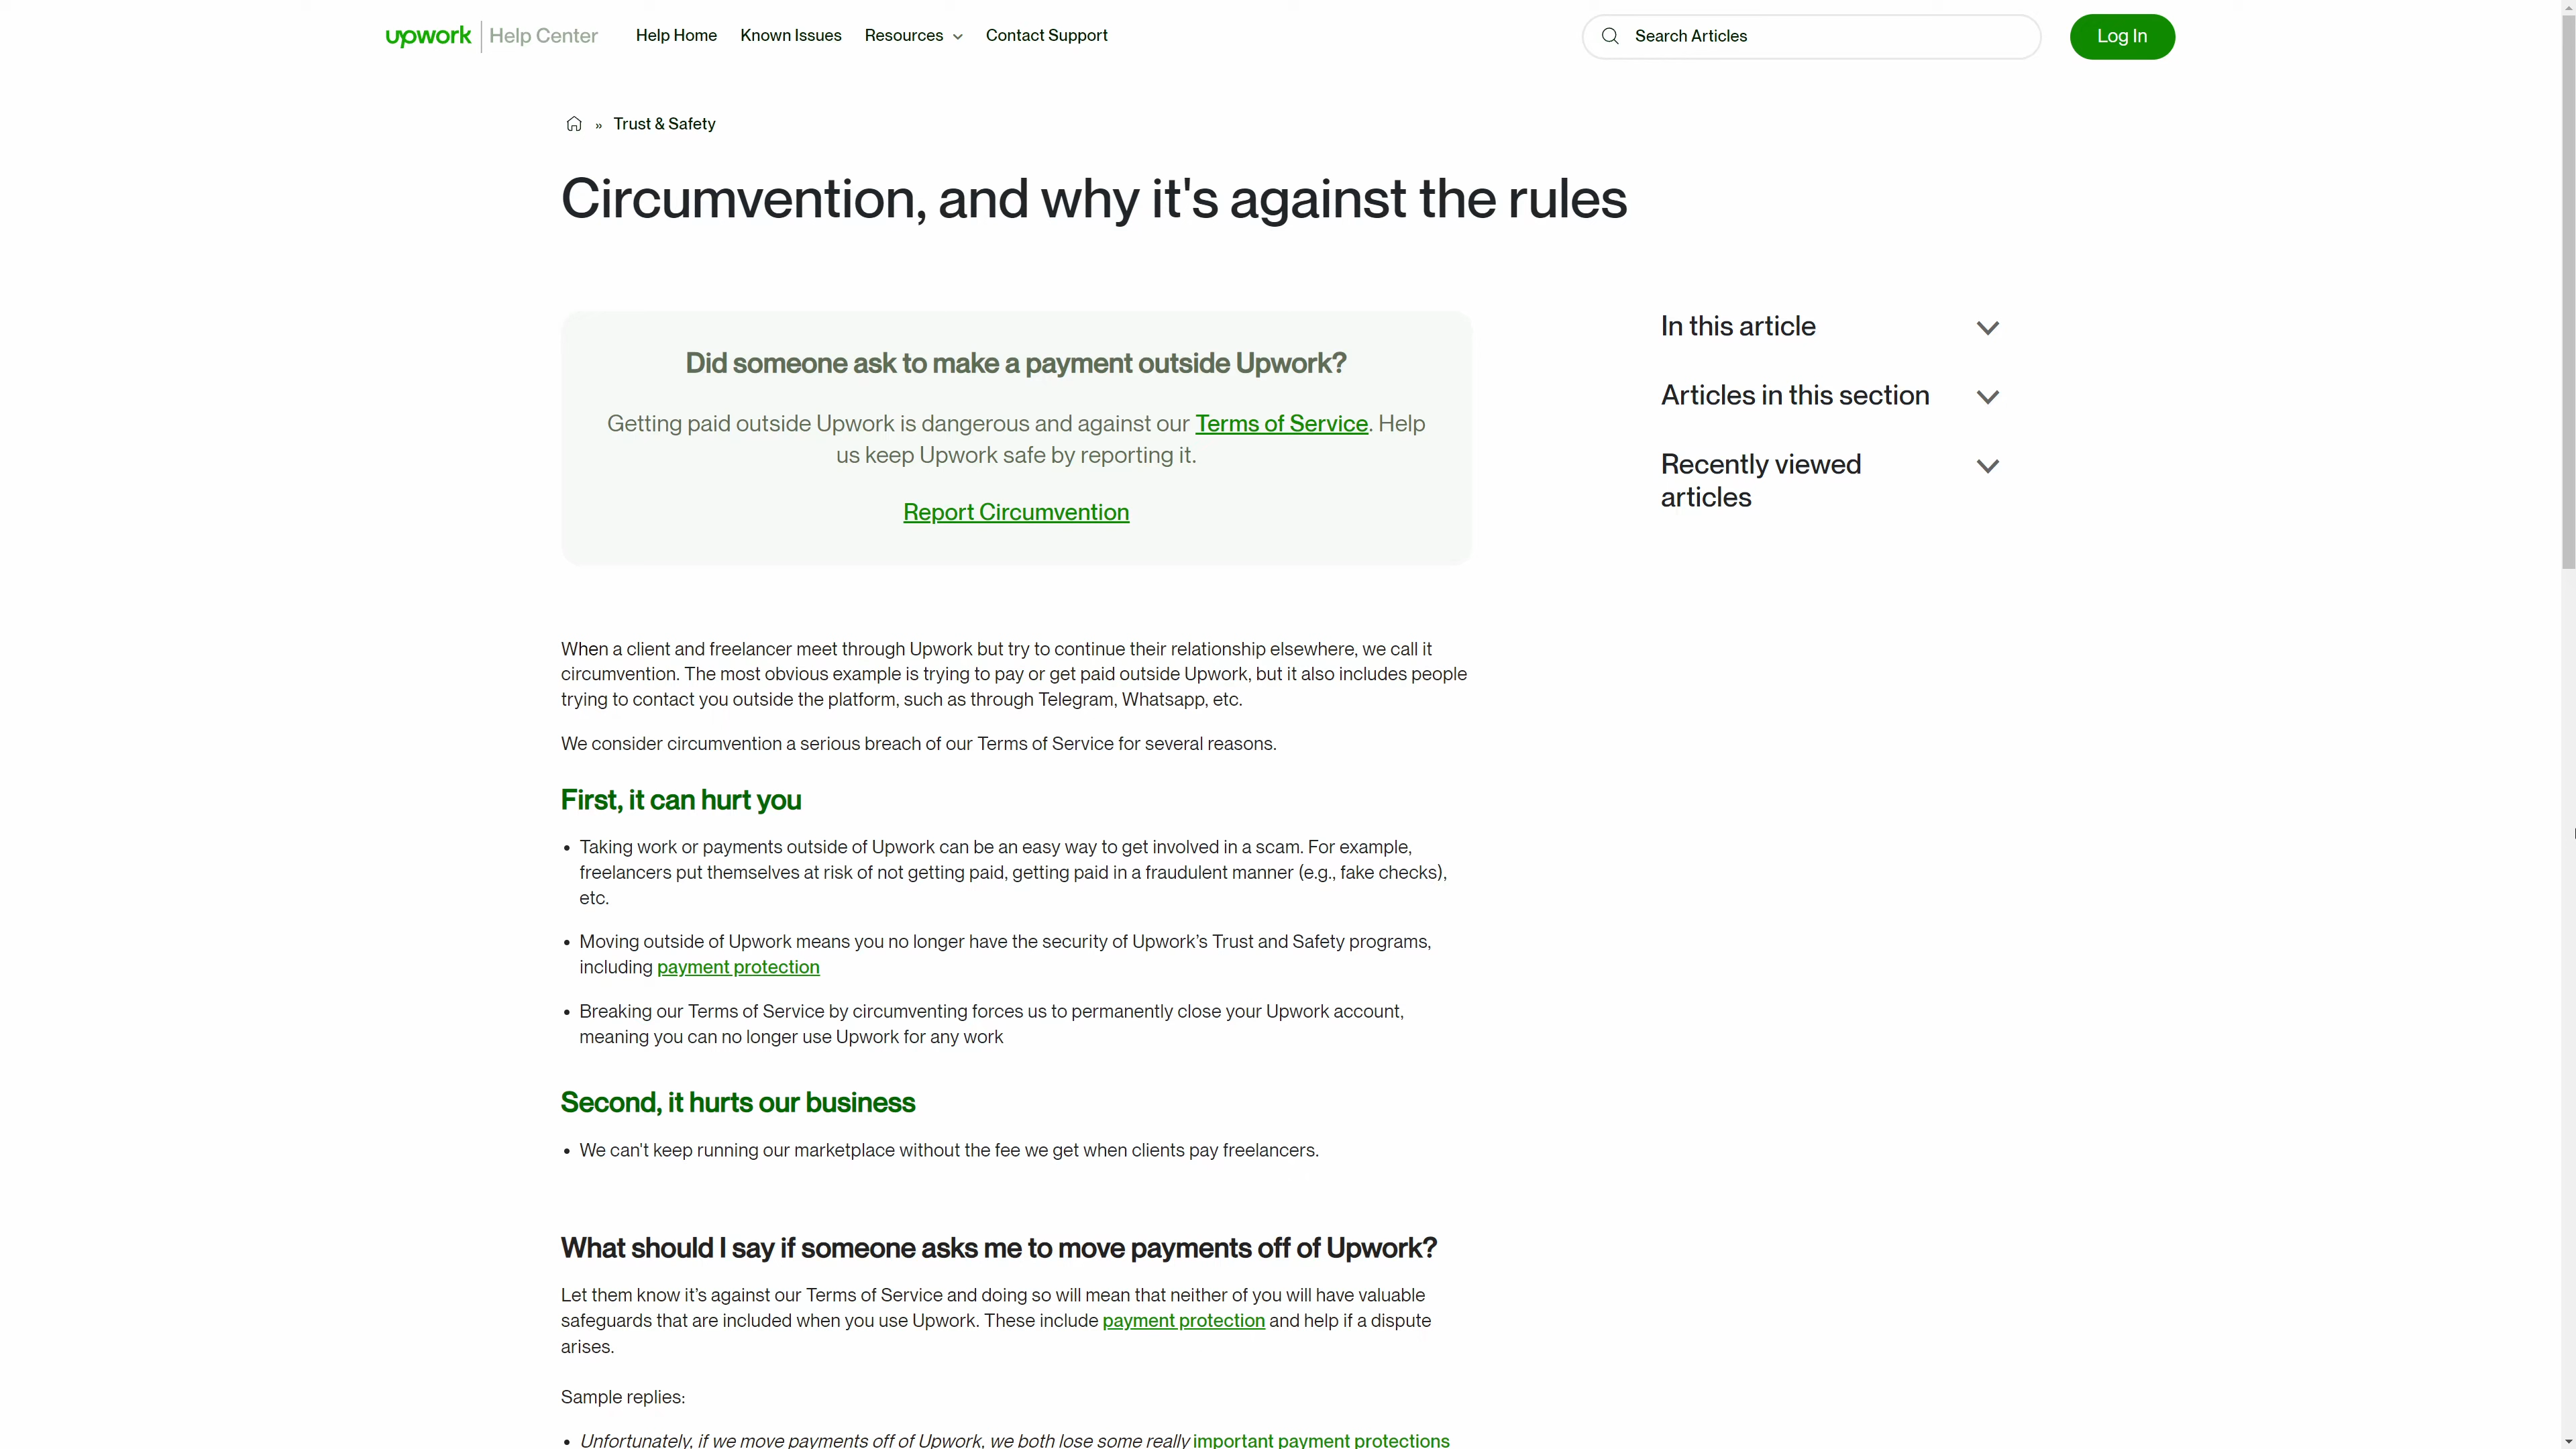 upwork Help Center Help Home Known Issues Resources Contact Support Search Articles Log In
» Trust & Safety
Circumvention, and why it's against the rules
Did someone ask to make a payment outside Upwork?
Getting paid outside Upwork is dangerous and against our Terms of Service. Help
us keep Upwork safe by reporting it.
Report Circumvention
In this article
Articles in this section
Recently viewed
articles
When a client and freelancer meet through Upwork but try to continue their relationship elsewhere, we call it
circumvention. The most obvious example is trying to pay or get paid outside Upwork, but it also includes people
trying to contact you outside the platform, such as through Telegram, Whatsapp, etc.
We consider circumvention a serious breach of our Terms of Service for several reasons.
First, it can hurt you
• Taking work or payments outside of Upwork can be an easy way to get involved in a scam. For example,
freelancers put themselves at risk of not getting paid, getting paid in a fraudulent manner (e.g., fake checks),
etc.
• Moving outside of Upwork means you no longer have the security of Upwork’s Trust and Safety programs,
including payment protection
• Breaking our Terms of Service by circumventing forces us to permanently close your Upwork account,
meaning you can no longer use Upwork for any work
Second, it hurts our business
• We can't keep running our marketplace without the fee we get when clients pay freelancers.
What should I say if someone asks me to move payments off of Upwork?
Let them know it’s against our Terms of Service and doing so will mean that neither of you will have valuable
safeguards that are included when you use Upwork. These include payment protection and help if a dispute
arises.
Sample replies:
• Unfortunately, if we move payments off of Upwork, we both lose some really important payment protections